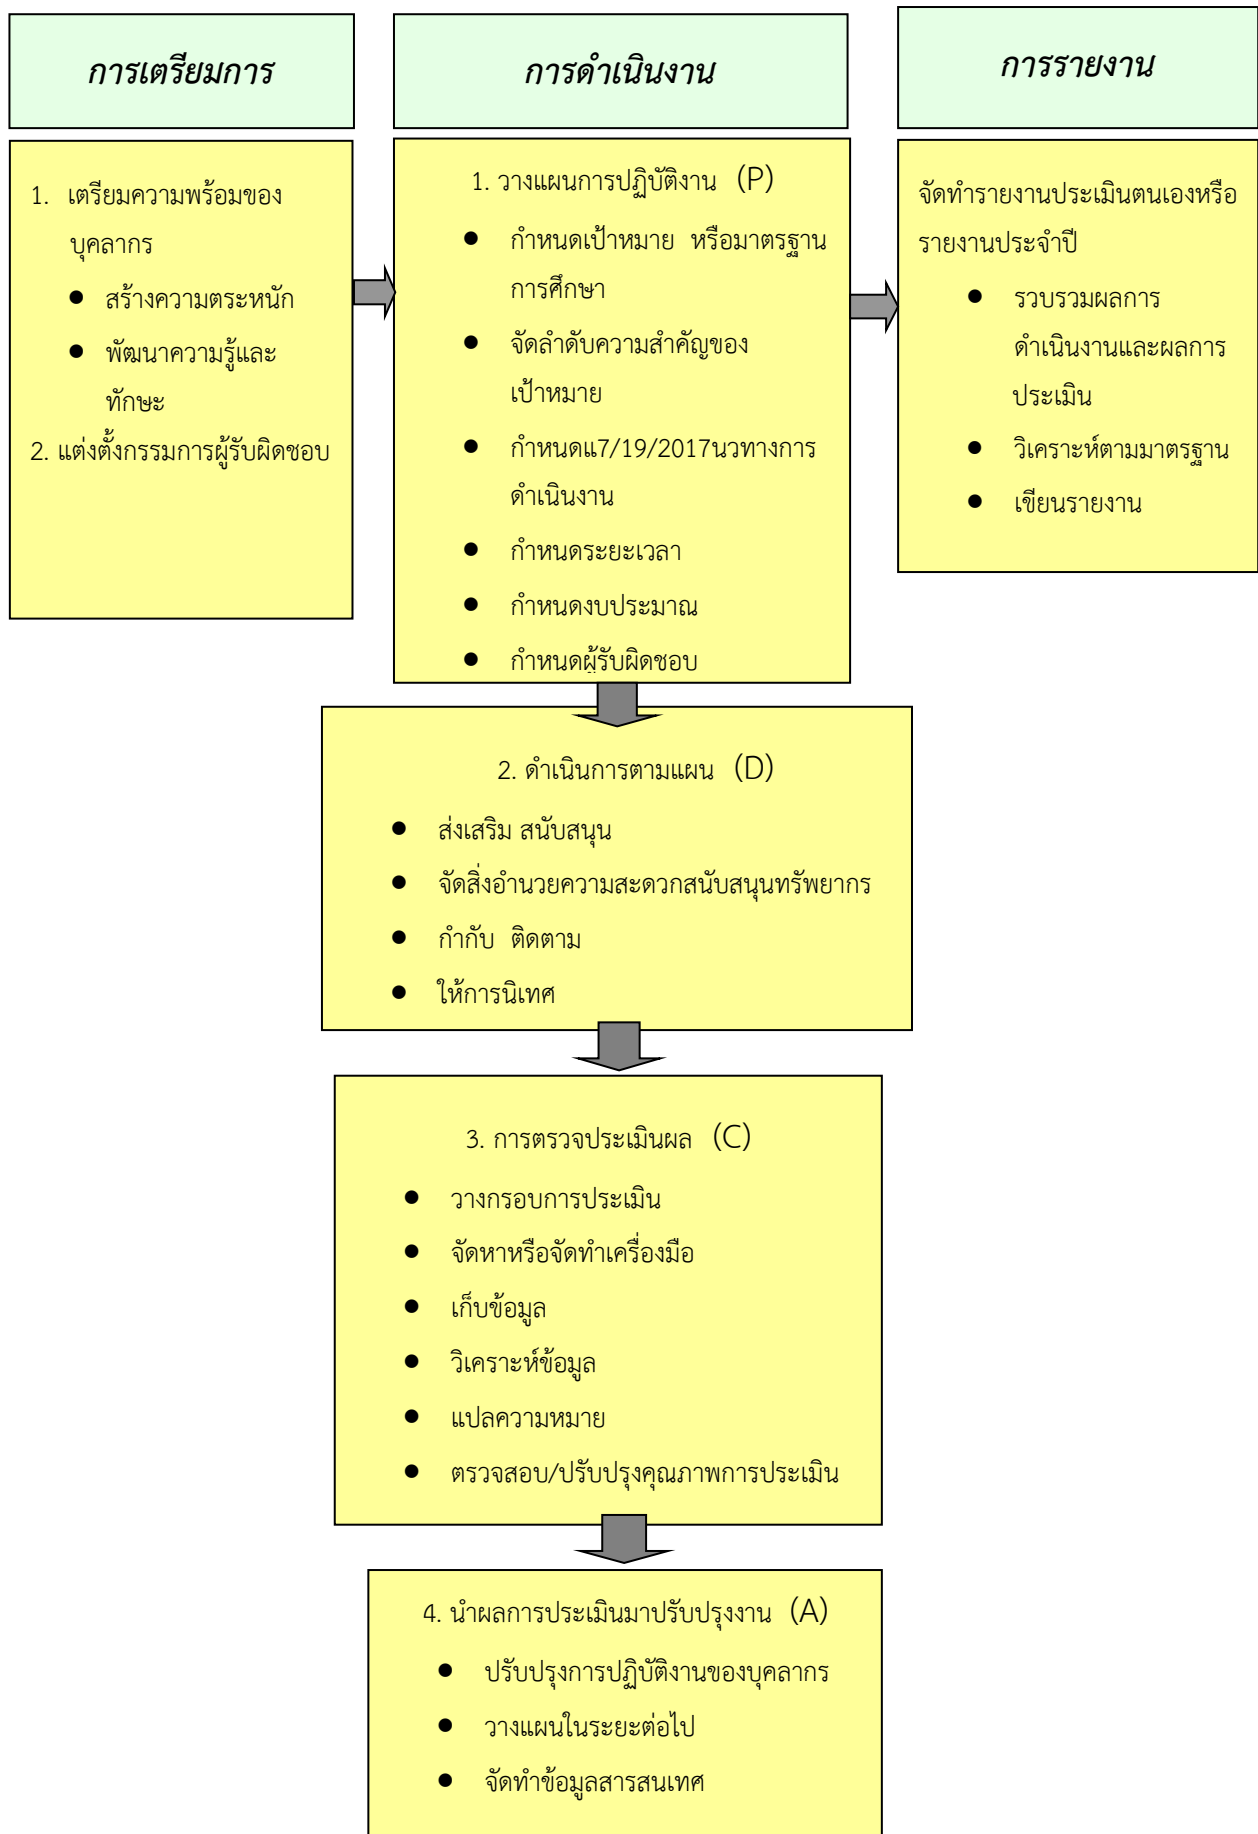 การเตรียมการ
การดำเนินงาน
การรายงาน
1. เตรียมความพร้อมของ
บุคลากร
● สร้างความตระหนัก
● พัฒนาความรู้และ
ทักษะ
2. แต่งตั้งกรรมการผู้รับผิดชอบ
1. วางแผนการปฏิบัติงาน (P)
● กำหนดเป้าหมาย หรือมาตรฐาน
การศึกษา
● จัดลำดับความสำคัญของ
เป้าหมาย
● กำหนดแ7/19/2017นวทางการ
ดำเนินงาน
● กำหนดระยะเวลา
● กำหนดงบประมาณ
● กำหนดผู้รับผิดชอบ
จัดทำรายงานประเมินตนเองหรือ
รายงานประจำปี
● รวบรวมผลการ
ดำเนินงานและผลการ
ประเมิน
● วิเคราะห์ตามมาตรฐาน
● เขียนรายงาน
2. ดำเนินการตามแผน (D)
● ส่งเสริม สนับสนุน
● จัดสิ่งอำนวยความสะดวกสนับสนุนทรัพยากร
● กำกับ ติดตาม
● ให้การนิเทศ
3. การตรวจประเมินผล (C)
● วางกรอบการประเมิน
● จัดหาหรือจัดทำเครื่องมือ
● เก็บข้อมูล
● วิเคราะห์ข้อมูล
● แปลความหมาย
● ตรวจสอบ/ปรับปรุงคุณภาพการประเมิน
4. นำผลการประเมินมาปรับปรุงงาน (A)
● ปรับปรุงการปฏิบัติงานของบุคลากร
● วางแผนในระยะต่อไป
● จัดทำข้อมูลสารสนเทศ